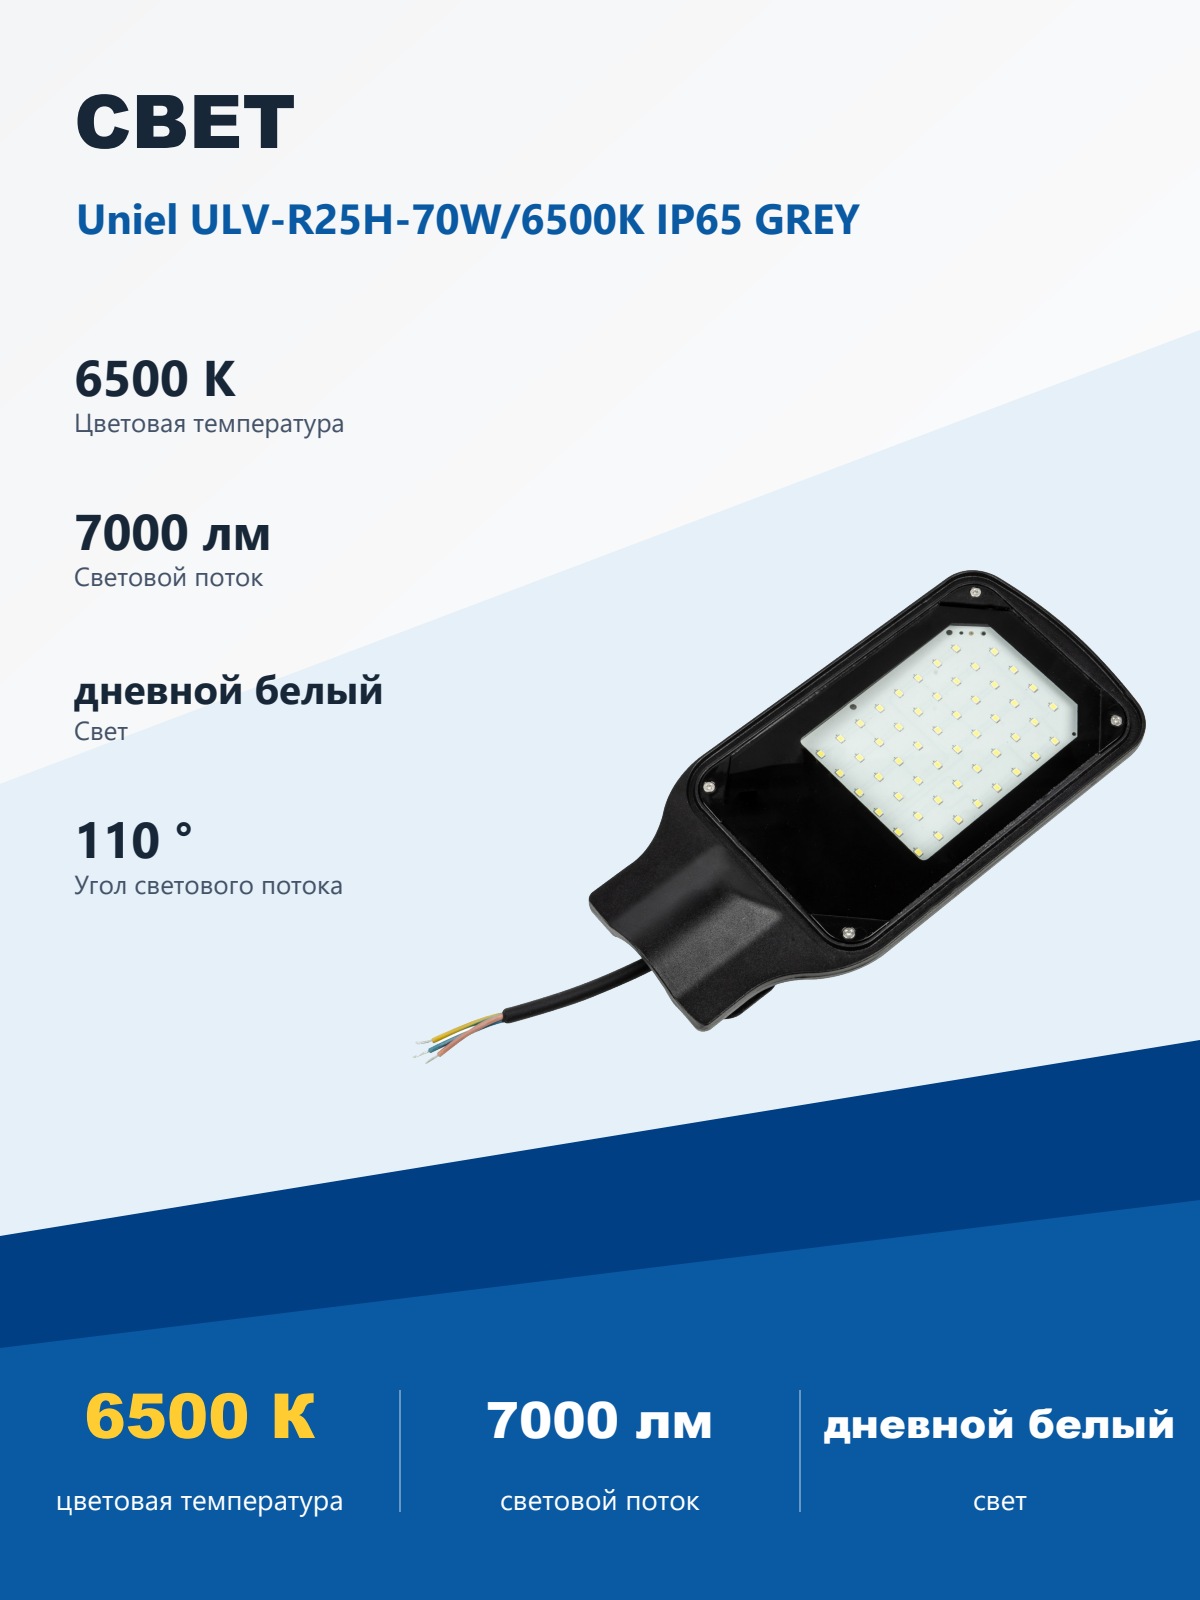 СВЕТ
Uniel ULV-R25H-70W/6500K IP65 GREY
6500 К
Цветовая температура
7000 лм
Световой поток
дневной белый
Свет
110 °
Угол светового потока
6500 К
цветовая температура
7000 лм
световой поток
дневной белый
свет